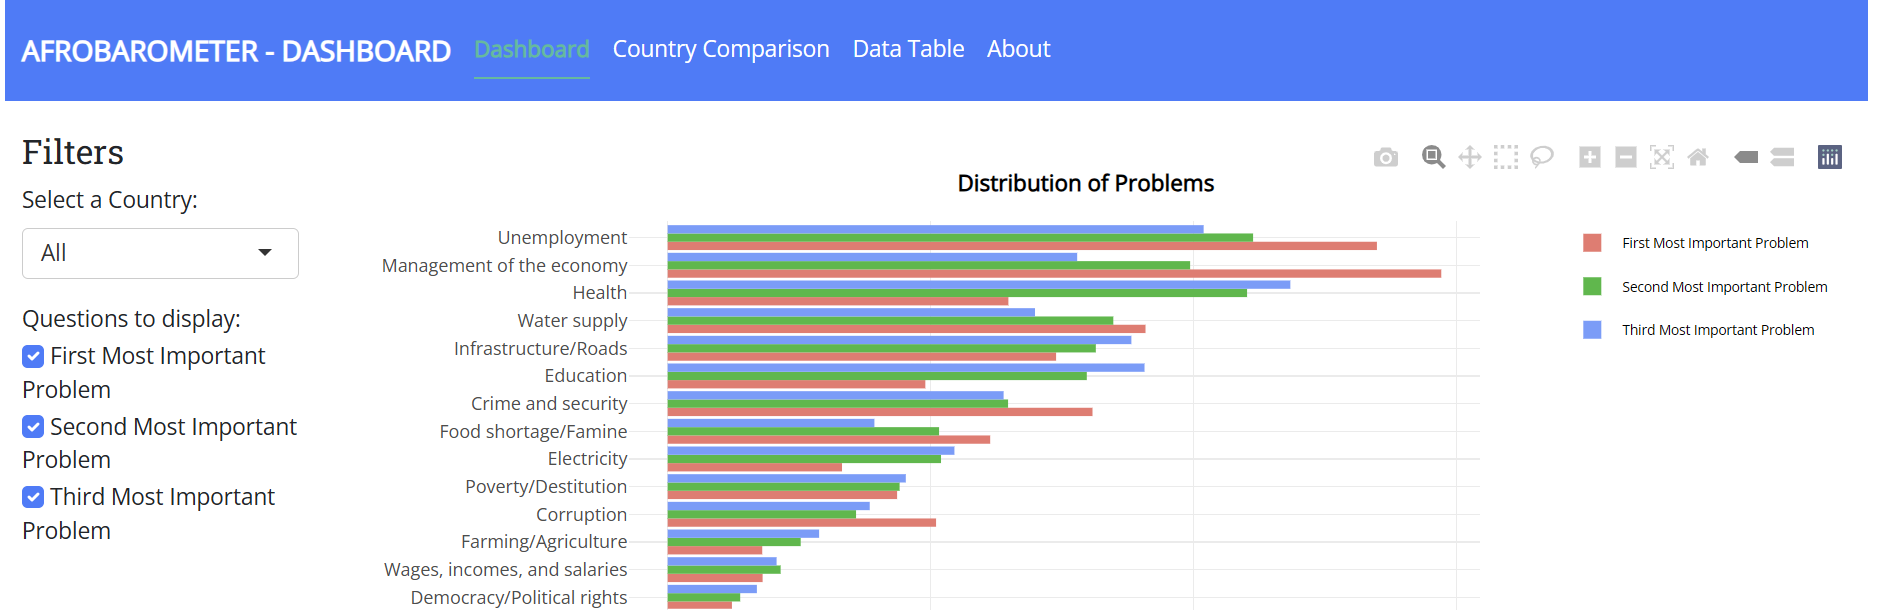 AFROBAROMETER - DASHBOARD Dashboard Country Comparison Data Table About
Filters
Select a Country:
All
Questions to display:
First Most Important
Problem
Second Most Important
Problem
Third Most Important
Problem
Distribution of Problems
Unemployment
Management of the economy
Health
Water supply
Infrastructure/Roads
Education
Crime and security
Food shortage/Famine
Electricity
Poverty/Destitution
Corruption
Farming/Agriculture
Wages, incomes, and salaries
Democracy/Political rights
First Most Important Problem
Second Most Important Problem
Third Most Important Problem